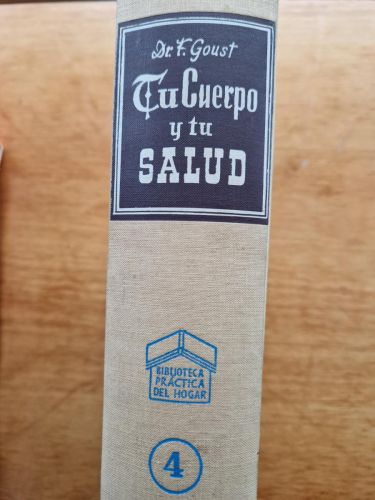 Dr. F. Goust
Tu Cuerpo
y tu
SALUD
BIBLIOTECA
PRÁCTICA
DEL HOGAR
4